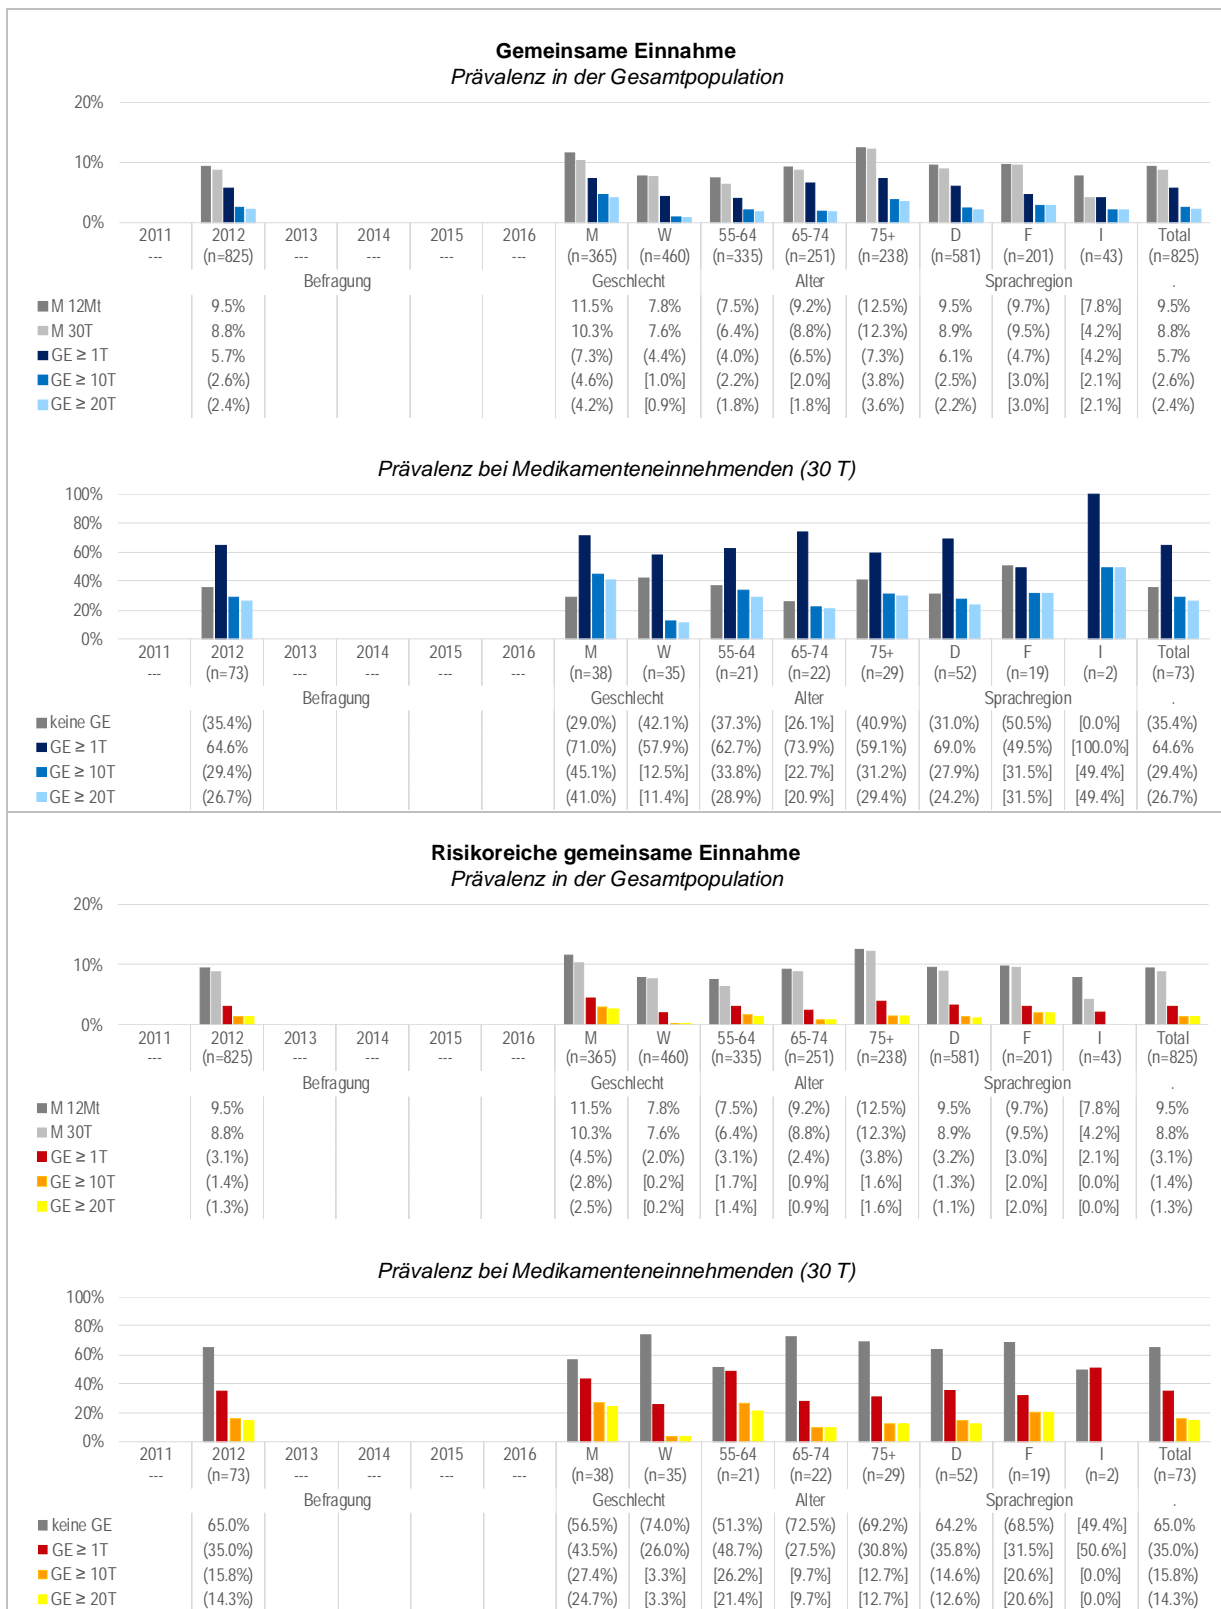 Gemeinsame Einnahme
Prävalenz in der Gesamtpopulation
20%
10%
0%
2011 2012 2013 2014 2015 2016 M W 55-64 65-74 75+ D F I Total
--- (n=825) --- --- --- --- (n=365) (n=460) (n=335) (n=251) (n=238) (n=581) (n=201) (n=43) (n=825)
Befragung Geschlecht Alter Sprachregion .
M 12Mt 9.5% 11.5% 7.8% (7.5%) (9.2%) (12.5%) 9.5% (9.7%) [7.8%] 9.5%
M 30T 8.8% 10.3% 7.6% (6.4%) (8.8%) (12.3%) 8.9% (9.5%) [4.2%] 8.8%
GE ≥ 1T 5.7% (7.3%) (4.4%) (4.0%) (6.5%) (7.3%) 6.1% (4.7%) [4.2%] 5.7%
GE ≥ 10T (2.6%) (4.6%) [1.0%] (2.2%) [2.0%] (3.8%) (2.5%) [3.0%] [2.1%] (2.6%)
GE ≥ 20T (2.4%) (4.2%) [0.9%] (1.8%) [1.8%] (3.6%) (2.2%) [3.0%] [2.1%] (2.4%)
Prävalenz bei Medikamenteneinnehmenden (30 T)
100%
80%
60%
40%
20%
0%
2011 2012 2013 2014 2015 2016 M W 55-64 65-74 75+ D F I Total
--- (n=73) --- --- --- --- (n=38) (n=35) (n=21) (n=22) (n=29) (n=52) (n=19) (n=2) (n=73)
Befragung Geschlecht Alter Sprachregion .
keine GE (35.4%) (29.0%) (42.1%) (37.3%) [26.1%] (40.9%) (31.0%) (50.5%) [0.0%] (35.4%)
GE ≥ 1T 64.6% (71.0%) (57.9%) (62.7%) (73.9%) (59.1%) 69.0% (49.5%) [100.0%] 64.6%
GE ≥ 10T (29.4%) (45.1%) [12.5%] (33.8%) [22.7%] (31.2%) (27.9%) [31.5%] [49.4%] (29.4%)
GE ≥ 20T (26.7%) (41.0%) [11.4%] (28.9%) [20.9%] (29.4%) (24.2%) [31.5%] [49.4%] (26.7%)
Risikoreiche gemeinsame Einnahme
Prävalenz in der Gesamtpopulation
20%
10%
0%
2011 2012 2013 2014 2015 2016 M W 55-64 65-74 75+ D F I Total
--- (n=825) --- --- --- --- (n=365) (n=460) (n=335) (n=251) (n=238) (n=581) (n=201) (n=43) (n=825)
Befragung Geschlecht Alter Sprachregion .
M 12Mt 9.5% 11.5% 7.8% (7.5%) (9.2%) (12.5%) 9.5% (9.7%) [7.8%] 9.5%
M 30T 8.8% 10.3% 7.6% (6.4%) (8.8%) (12.3%) 8.9% (9.5%) [4.2%] 8.8%
GE ≥ 1T (3.1%) (4.5%) (2.0%) (3.1%) (2.4%) (3.8%) (3.2%) [3.0%] [2.1%] (3.1%)
GE ≥ 10T (1.4%) (2.8%) [0.2%] [1.7%] [0.9%] [1.6%] (1.3%) [2.0%] [0.0%] (1.4%)
GE ≥ 20T (1.3%) (2.5%) [0.2%] [1.4%] [0.9%] [1.6%] (1.1%) [2.0%] [0.0%] (1.3%)
Prävalenz bei Medikamenteneinnehmenden (30 T)
100%
80%
60%
40%
20%
0%
2011 2012 2013 2014 2015 2016 M W 55-64 65-74 75+ D F I Total
--- (n=73) --- --- --- --- (n=38) (n=35) (n=21) (n=22) (n=29) (n=52) (n=19) (n=2) (n=73)
Befragung Geschlecht Alter Sprachregion .
keine GE 65.0% (56.5%) (74.0%) (51.3%) (72.5%) (69.2%) 64.2% (68.5%) [49.4%] 65.0%
GE ≥ 1T (35.0%) (43.5%) (26.0%) (48.7%) (27.5%) (30.8%) (35.8%) [31.5%] [50.6%] (35.0%)
GE ≥ 10T (15.8%) (27.4%) [3.3%] [26.2%] [9.7%] [12.7%] (14.6%) [20.6%] [0.0%] (15.8%)
GE ≥ 20T (14.3%) (24.7%) [3.3%] [21.4%] [9.7%] [12.7%] (12.6%) [20.6%] [0.0%] (14.3%)